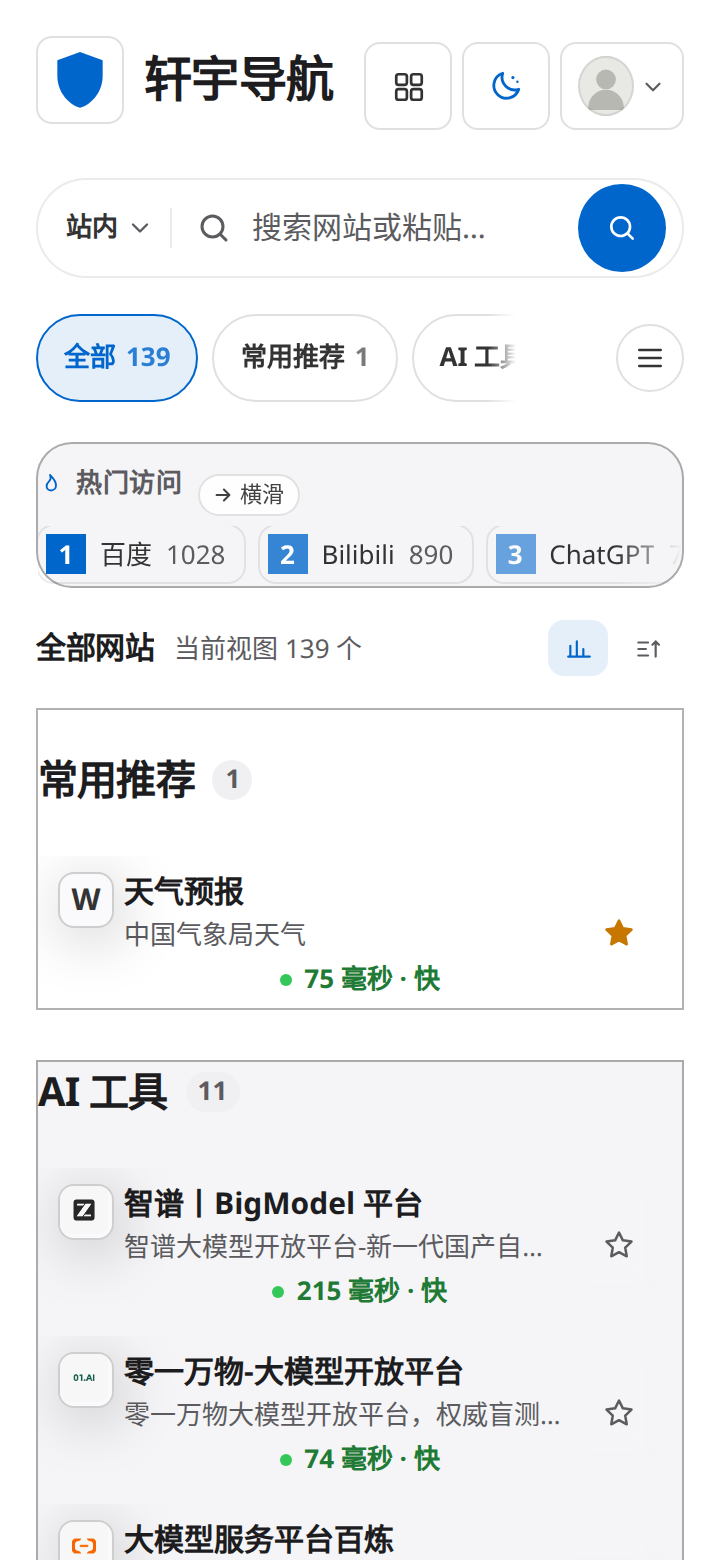 轩宇导航
站内 搜索网站或粘贴...
全部 139 常用推荐 1 AI 工
热门访问 → 横滑
1 百度 1028 2 Bilibili 890 3 ChatGPT
全部网站 当前视图 139 个
常用推荐 1
W 天气预报
中国气象局天气
75 毫秒 · 快
AI 工具 11
智谱丨BigModel 平台
智谱大模型开放平台-新一代国产自...
215 毫秒 · 快
01.AI 零一万物-大模型开放平台
零一万物大模型开放平台，权威盲测...
74 毫秒 · 快
大模型服务平台百炼